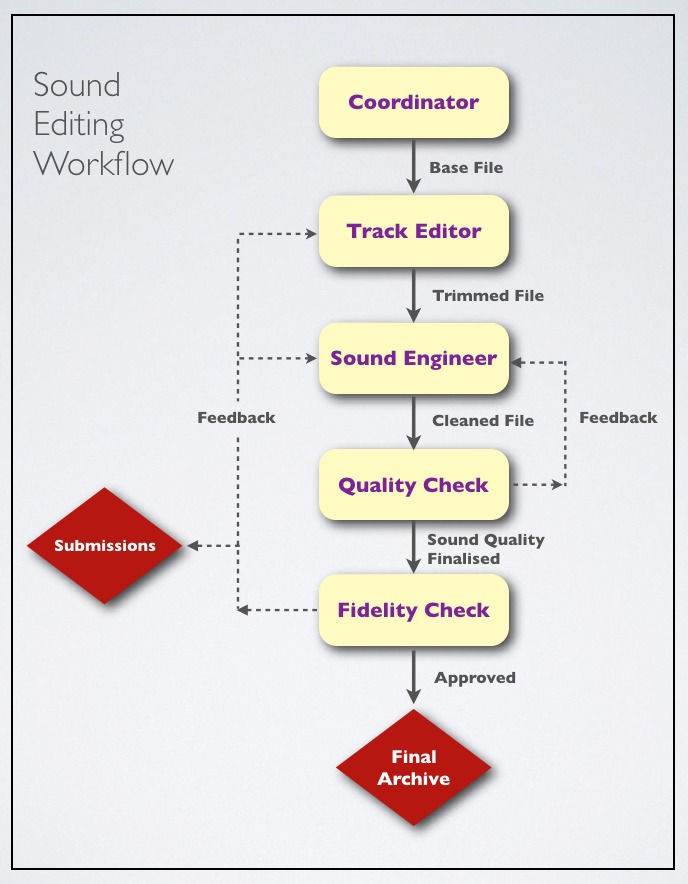 Sound
Editing
Workflow
Coordinator
Base File
Track Editor
Trimmed File
Sound Engineer
Feedback
Cleaned File
Feedback
Quality Check
Submissions
Sound Quality
Finalised
Fidelity Check
Approved
Final
Archive